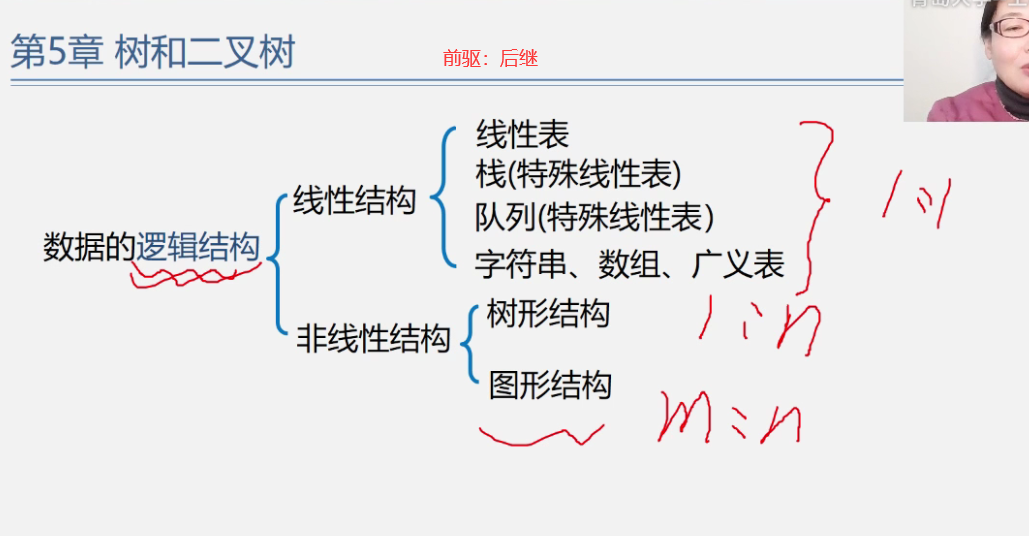 第5章 树和二叉树
前驱：后继
线性表
栈(特殊线性表)
队列(特殊线性表）
字符串、数组、广义表
线性结构
1:1
数据的逻辑结构
非线性结构
树形结构
1:n
图形结构
m:n